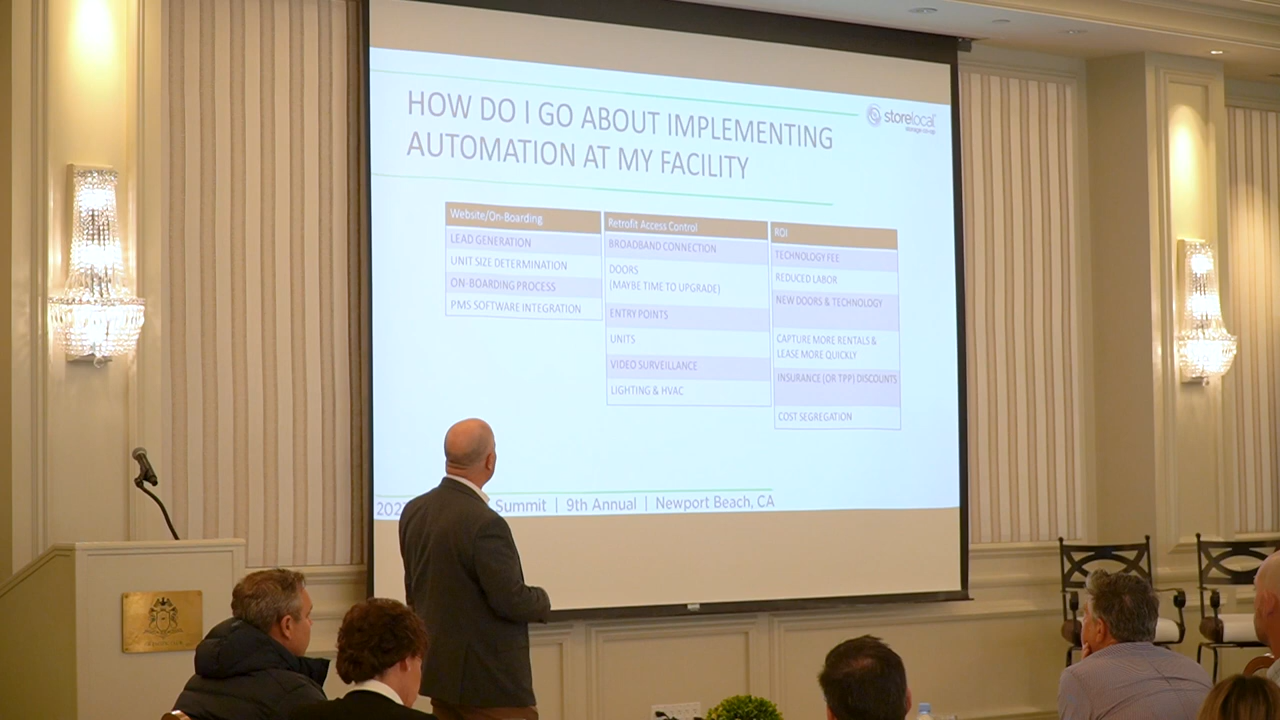 HOW DO I GO ABOUT IMPLEMENTING
AUTOMATION AT MY FACILITY
storelocal
storage co-op
Website/On-Boarding
LEAD GENERATION
UNIT SIZE DETERMINATION
ON-BOARDING PROCESS
PMS SOFTWARE INTEGRATION
Retrofit Access Control
BROADBAND CONNECTION
DOORS
(MAYBE TIME TO UPGRADE)
ENTRY POINTS
UNITS
VIDEO SURVEILLANCE
LIGHTING & HVAC
ROI
TECHNOLOGY FEE
REDUCED LABOR
NEW DOORS & TECHNOLOGY
CAPTURE MORE RENTALS &
LEASE MORE QUICKLY
INSURANCE (OR TPP) DISCOUNTS
COST SEGREGATION
Summit | 9th Annual | Newport Beach, CA